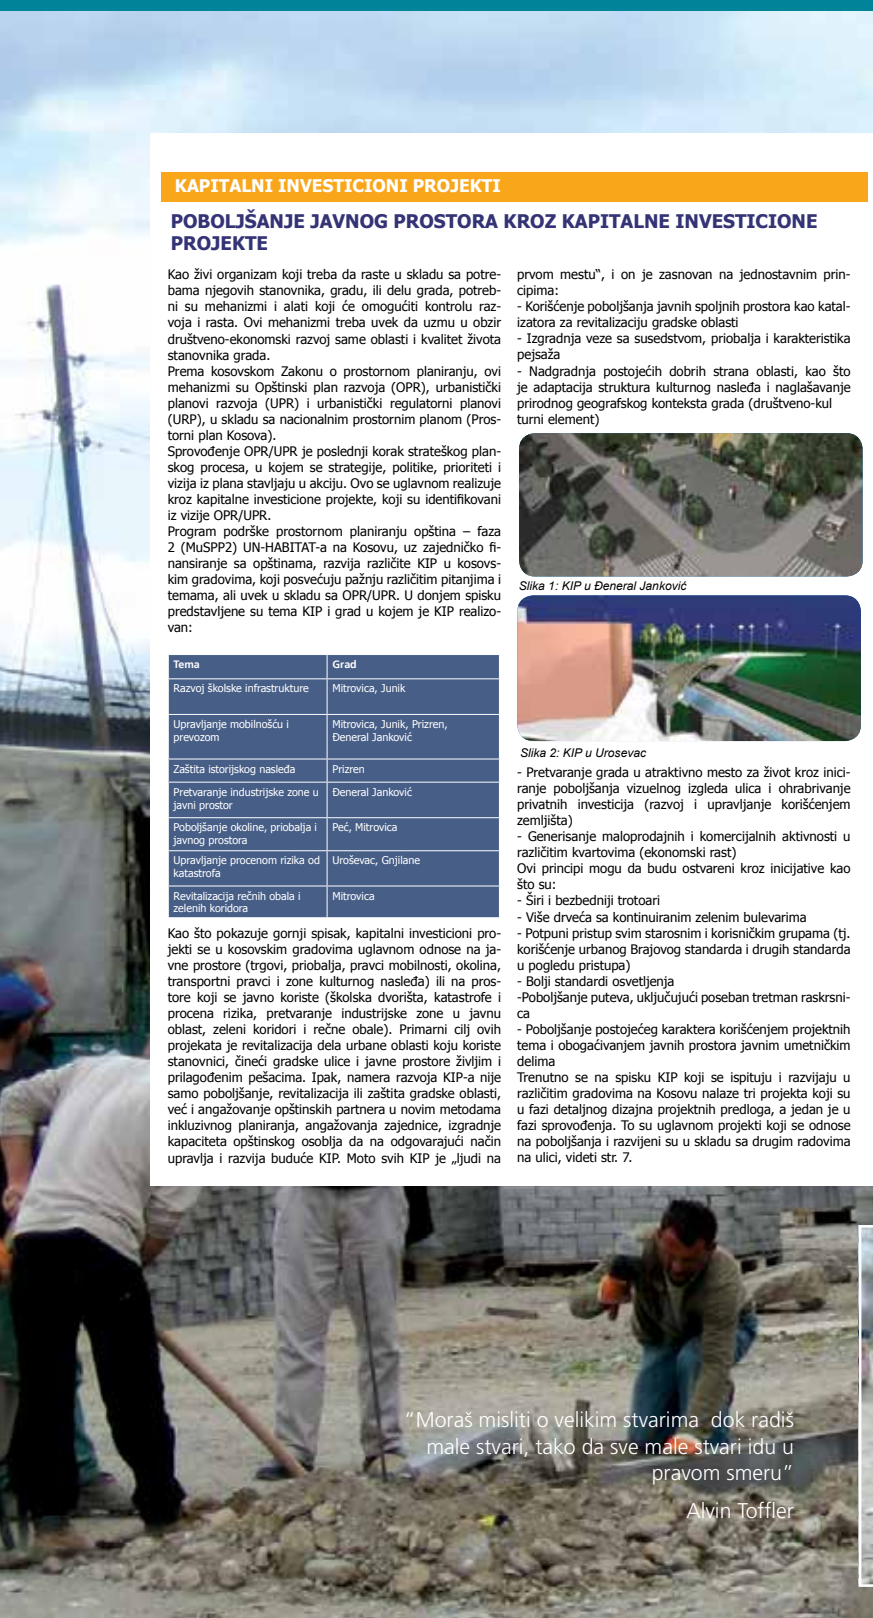 KAPITALNI INVESTICIONI PROJEKTI
POBOLJŠANJE JAVNOG PROSTORA KROZ KAPITALNE INVESTICIONE
PROJEKTE
Kao živi organizam koji treba da raste u skladu sa potre-
bama njegovih stanovnika, gradu, ili delu grada, potreb-
ni su mehanizmi i alati koji će omogućiti kontrolu raz-
voja i rasta. Ovi mehanizmi treba uvek da uzmu u obzir
društveno-ekonomski razvoj same oblasti i kvalitet života
stanovnika grada.
Prema kosovskom Zakonu o prostornom planiranju, ovi
mehanizmi su Opštinski plan razvoja (OPR), urbanistički
planovi razvoja (UPR) i urbanistički regulatorni planovi
(URP), u skladu sa nacionalnim prostornim planom (Pros-
torni plan Kosova).
Sprovođenje OPR/UPR je poslednji korak strateškog plan-
skog procesa, u kojem se strategije, politike, prioriteti i
vizija iz plana stavljaju u akciju. Ovo se uglavnom realizuje
kroz kapitalne investicione projekte, koji su identifikovani
iz vizije OPR/UPR.
Program podrške prostornom planiranju opština – faza
2 (MuSPP2) UN-HABITAT-a na Kosovu, uz zajedničko fi-
nansiranje sa opštinama, razvija različite KIP u kosovs-
kim gradovima, koji posvećuju pažnju različitim pitanjima i
temama, ali uvek u skladu sa OPR/UPR. U donjem spisku
predstavljene su tema KIP i grad u kojem je KIP realizo-
van:
Tema Grad
Razvoj školske infrastrukture Mitrovica, Junik
Upravljanje mobilnošću i Mitrovica, Junik, Prizren,
prevozom Đeneral Janković
Zaštita istorijskog nasleđa Prizren
Pretvaranje industrijske zone u Đeneral Janković
javni prostor
Poboljšanje okoline, priobalja i Peć, Mitrovica
javnog prostora
Upravljanje procenom rizika od Uroševac, Gnjilane
katastrofa
Revitalizacija rečnih obala i Mitrovica
zelenih koridora
Kao što pokazuje gornji spisak, kapitalni investicioni pro-
jekti se u kosovskim gradovima uglavnom odnose na ja-
vne prostore (trgovi, priobalja, pravci mobilnosti, okolina,
transportni pravci i zone kulturnog nasleđa) ili na pros-
tore koji se javno koriste (školska dvorišta, katastrofe i
procena rizika, pretvaranje industrijske zone u javnu
oblast, zeleni koridori i rečne obale). Primarni cilj ovih
projekata je revitalizacija dela urbane oblasti koju koriste
stanovnici, čineći gradske ulice i javne prostore življim i
prilagođenim pešacima. Ipak, namera razvoja KIP-a nije
samo poboljšanje, revitalizacija ili zaštita gradske oblasti,
već i angažovanje opštinskih partnera u novim metodama
inkluzivnog planiranja, angažovanja zajednice, izgradnje
kapaciteta opštinskog osoblja da na odgovarajući način
upravlja i razvija buduće KIP. Moto svih KIP je „ljudi na
prvom mestu“, i on je zasnovan na jednostavnim prin-
cipima:
- Korišćenje poboljšanja javnih spoljnih prostora kao katal-
izatora za revitalizaciju gradske oblasti
- Izgradnja veze sa susedstvom, priobalja i karakteristika
pejsaža
- Nadgradnja postojećih dobrih strana oblasti, kao što
je adaptacija struktura kulturnog nasleđa i naglašavanje
prirodnog geografskog konteksta grada (društveno-kul
turni element)
Slika 1: KIP u Đeneral Janković
Slika 2: KIP u Urosevac
- Pretvaranje grada u atraktivno mesto za život kroz inici-
ranje poboljšanja vizuelnog izgleda ulica i ohrabrivanje
privatnih investicija (razvoj i upravljanje korišćenjem
zemljišta)
- Generisanje maloprodajnih i komercijalnih aktivnosti u
različitim kvartovima (ekonomski rast)
Ovi principi mogu da budu ostvareni kroz inicijative kao
što su:
- Širi i bezbedniji trotoari
- Više drveća sa kontinuiranim zelenim bulevarima
- Potpuni pristup svim starosnim i korisničkim grupama (tj.
korišćenje urbanog Brajovog standarda i drugih standarda
u pogledu pristupa)
- Bolji standardi osvetljenja
-Poboljšanje puteva, uključujući poseban tretman raskrsni-
ca
- Poboljšanje postojećeg karaktera korišćenjem projektnih
tema i obogaćivanjem javnih prostora javnim umetničkim
delima
Trenutno se na spisku KIP koji se ispituju i razvijaju u
različitim gradovima na Kosovu nalaze tri projekta koji su
u fazi detaljnog dizajna projektnih predloga, a jedan je u
fazi sprovođenja. To su uglavnom projekti koji se odnose
na poboljšanja i razvijeni su u skladu sa drugim radovima
na ulici, videti str. 7.
“Moraš misliti o velikim stvarima dok radiš
male stvari, tako da sve male stvari idu u
pravom smeru”
Alvin Toffler